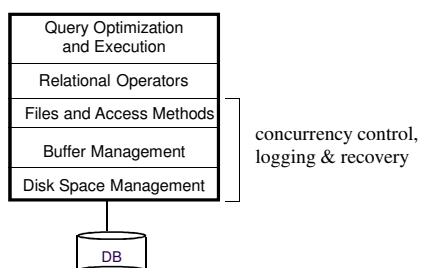 Query Optimization
and Execution
Relational Operators
Files and Access Methods
Buffer Management
Disk Space Management
concurrency control,
logging & recovery
DB